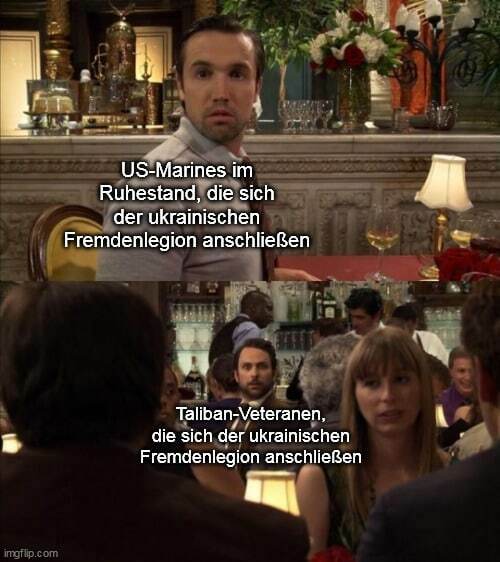 US-Marines im
Ruhestand, die sich
der ukrainischen
Fremdenlegion anschließen
Taliban-Veteranen,
die sich der ukrainischen
Fremdenlegion anschließen
imgflip.com